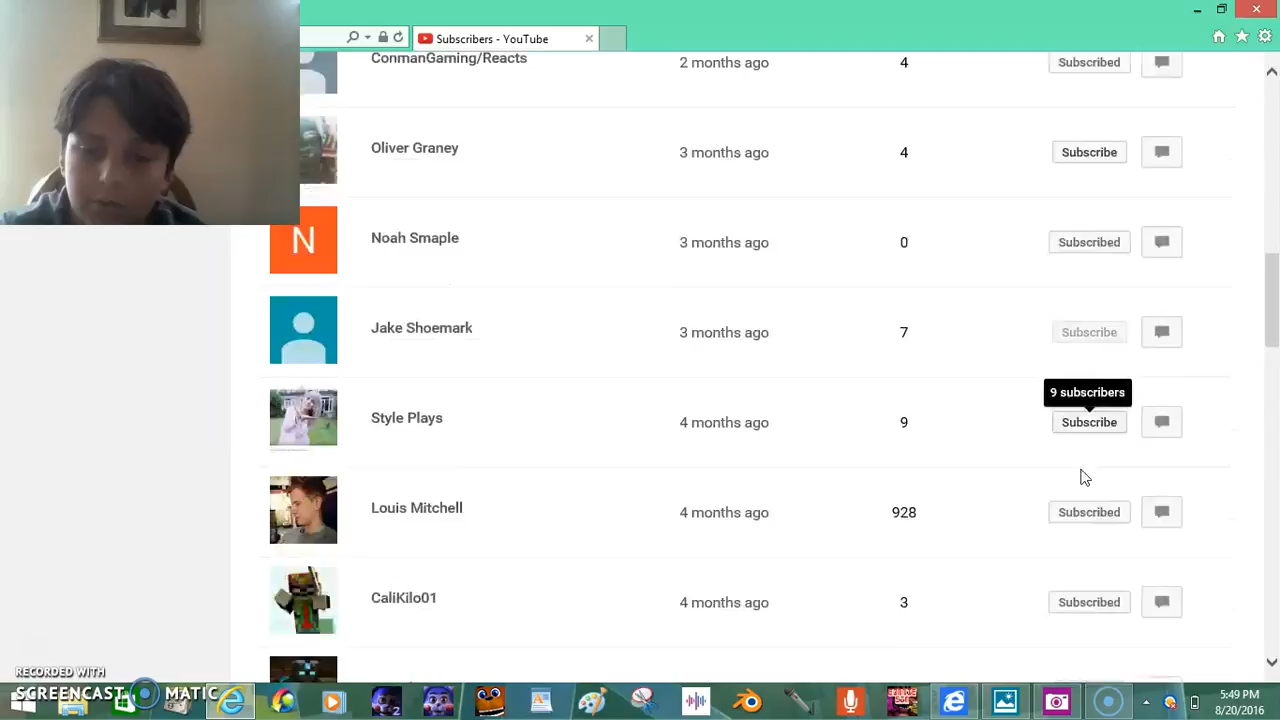 Subscribers - YouTube
ConmanGaming/Reacts 2 months ago 4 Subscribed
Oliver Graney 3 months ago 4 Subscribe
N Noah Smaple 3 months ago 0 Subscribed
Jake Shoemark 3 months ago 7 Subscribe
9 subscribers
Style Plays 4 months ago 9 Subscribe
Louis Mitchell 4 months ago 928 Subscribed
CaliKilo01 4 months ago 3 Subscribed
RECORDED WITH
SCREENCAST MATIC
5:49 PM
8/20/2016